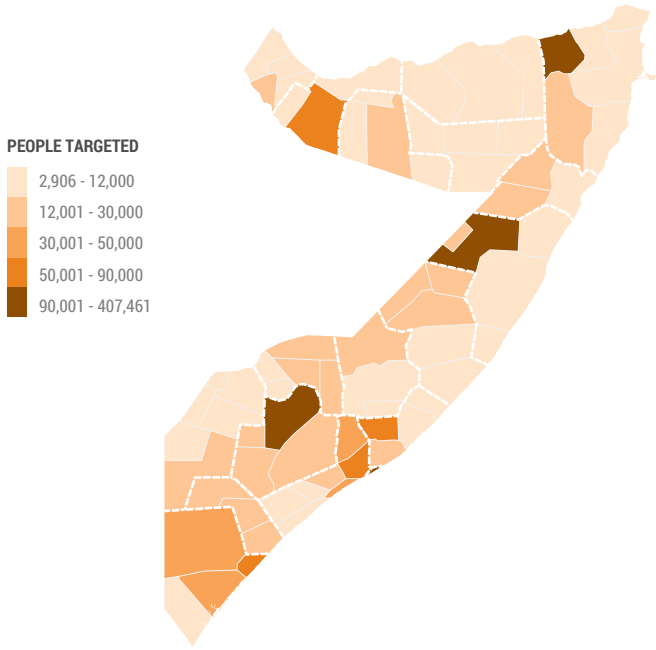 PEOPLE TARGETED
2,906 - 12,000
12,001 - 30,000
30,001 - 50,000
50,001 - 90,000
90,001 - 407,461